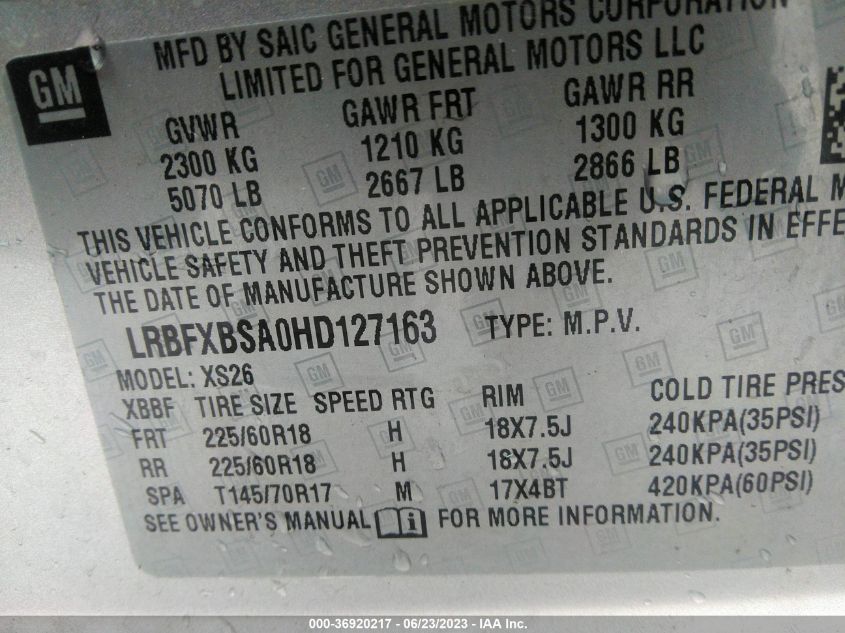 MFD BY SAIC GENERAL MOTORS CORPORATION
LIMITED FOR GENERAL MOTORS LLC
GM
GVWR GAWR FRT GAWR RR
2300 KG 1210 KG 1300 KG
5070 LB 2667 LB 2866 LB
THIS VEHICLE CONFORMS TO ALL APPLICABLE U.S. FEDERAL M
VEHICLE SAFETY AND THEFT PREVENTION STANDARDS IN EFFE
THE DATE OF MANUFACTURE SHOWN ABOVE.
LRBFXBSA0HD127163 TYPE: M.P.V.
MODEL: XS26
XBBF TIRE SIZE SPEED RTG RIM COLD TIRE PRES
FRT 225/60R18 H 18X7.5J 240KPA(35PSI)
RR 225/60R18 H 18X7.5J 240KPA(35PSI)
SPA T145/70R17 M 17X4BT 420KPA(60PSI)
SEE OWNER'S MANUAL FOR MORE INFORMATION.
000-36920217 - 06/23/2023 - IAA Inc.